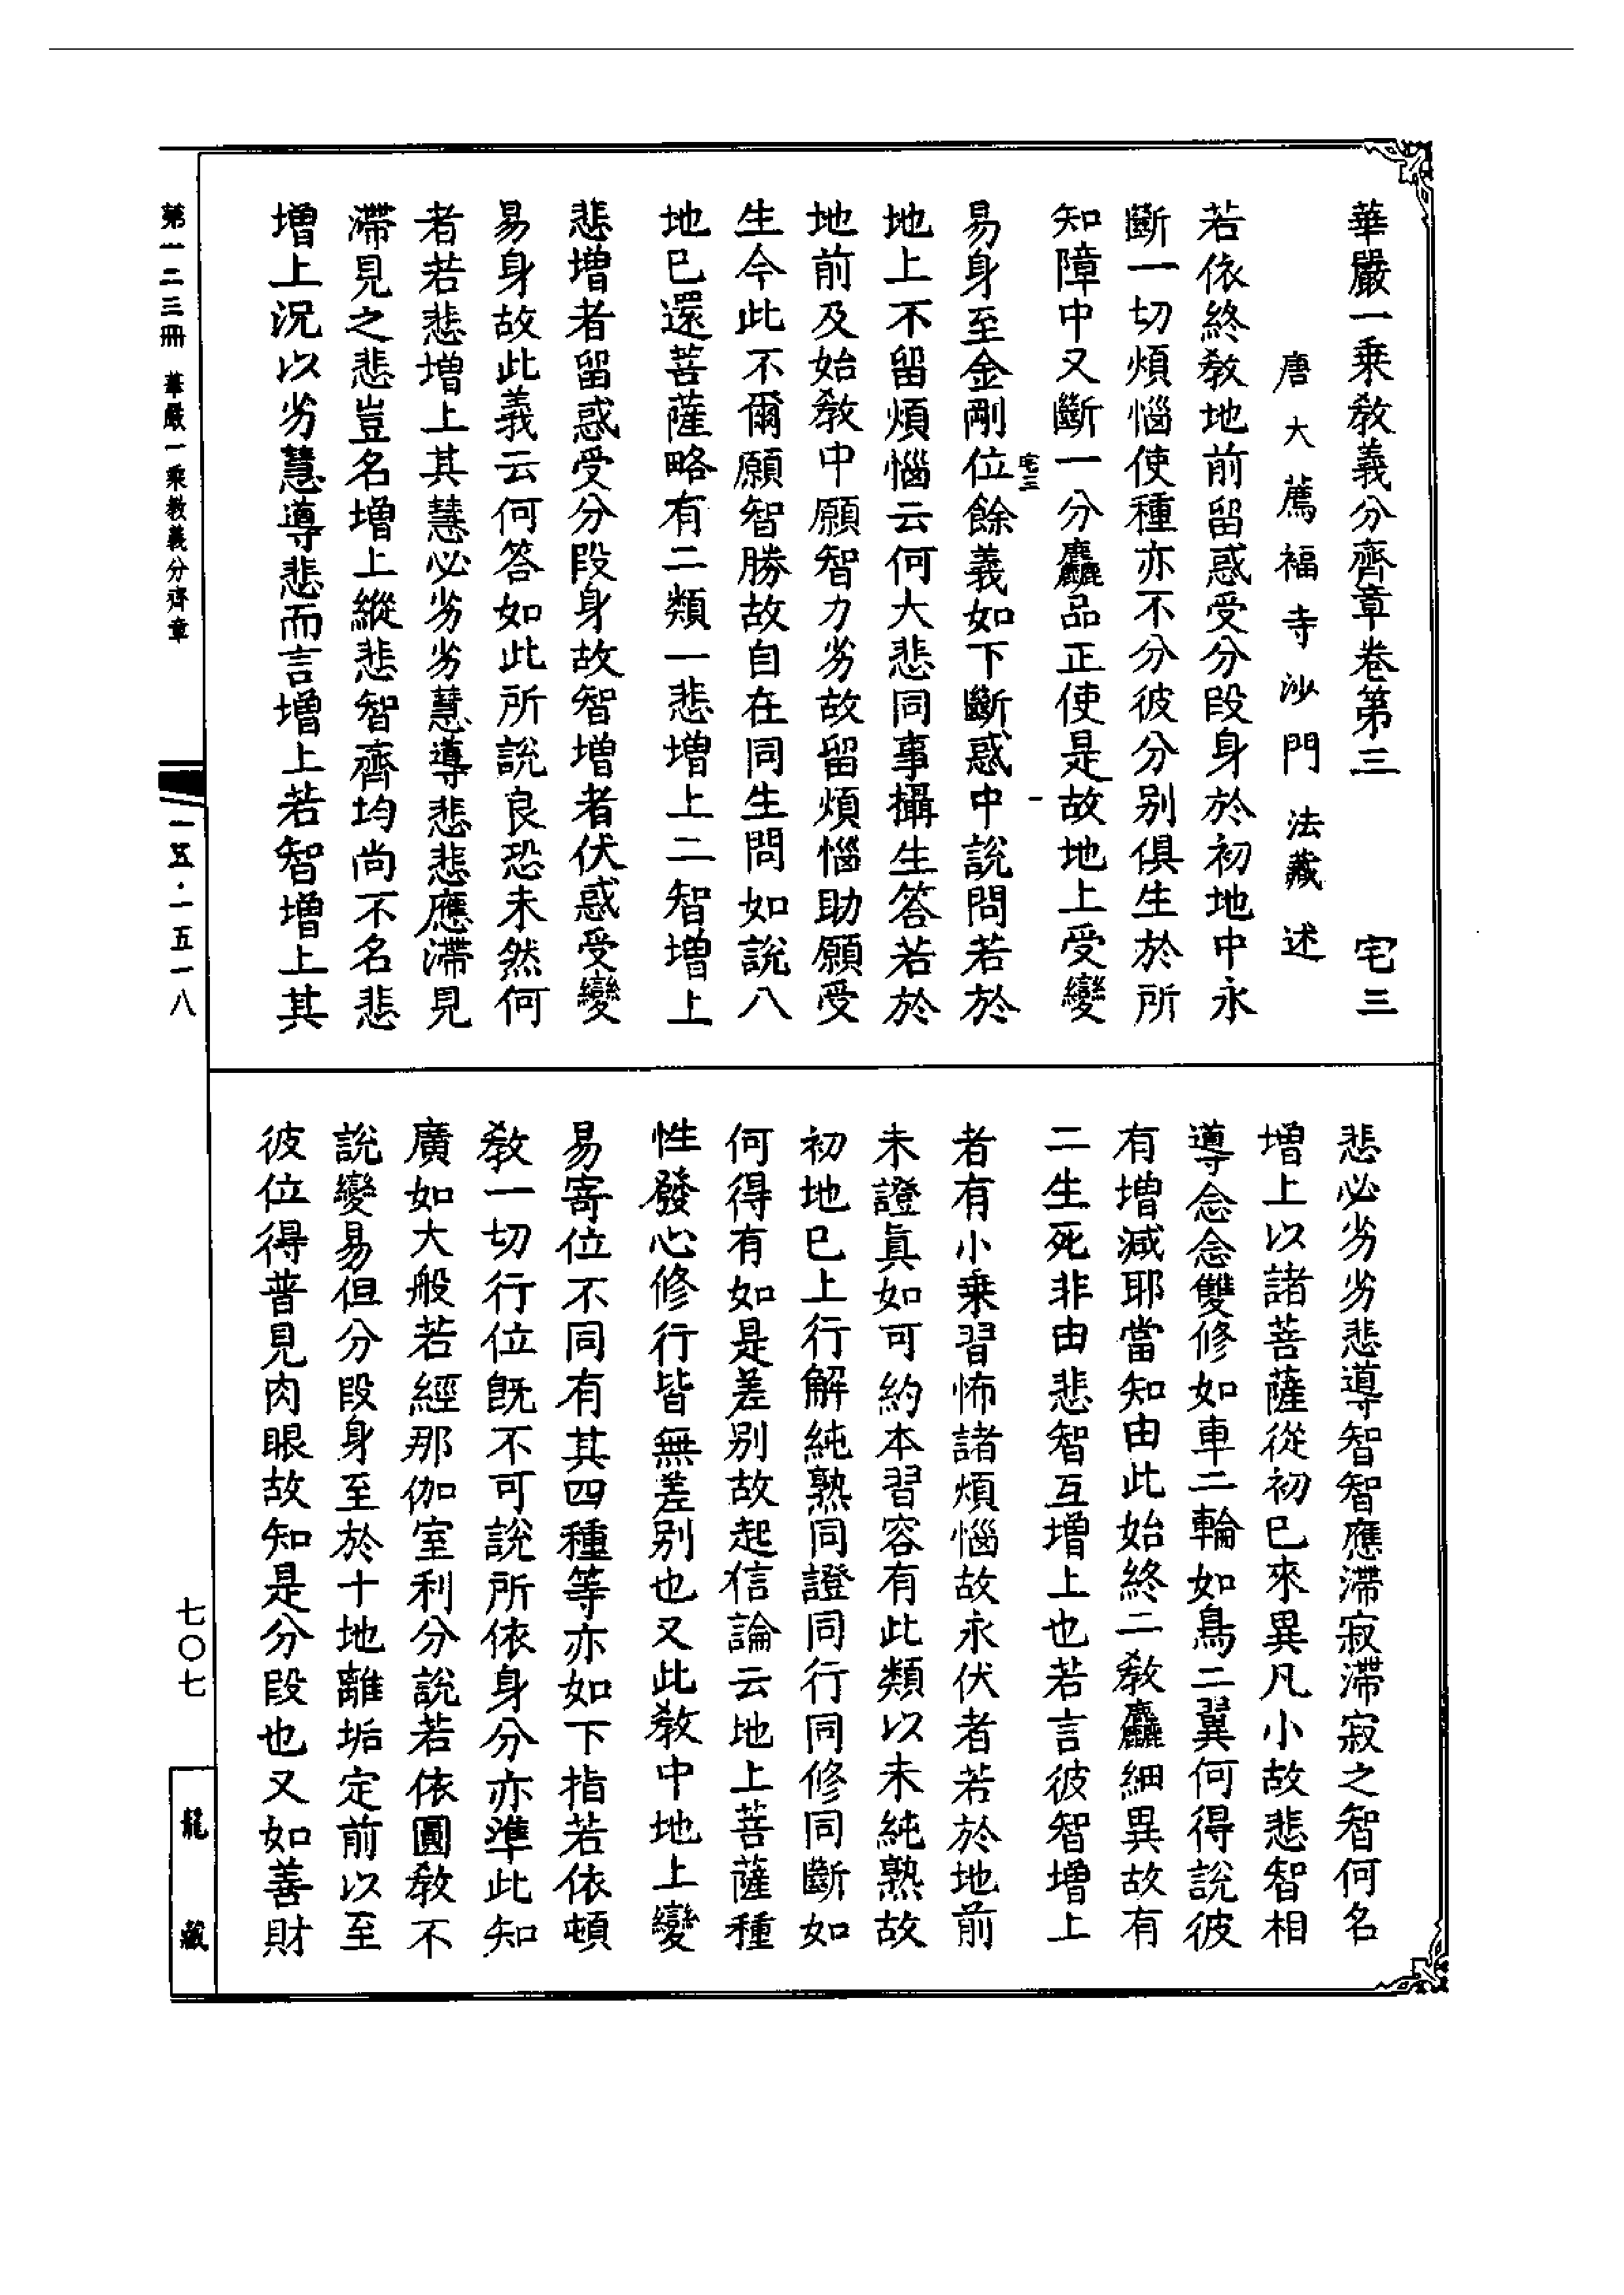 華嚴一乘教義分齊章卷第三　宅三
唐大薦福寺沙門法藏述
若依終教地前留惑受分段身於初地中永
斷一切煩惱使種亦不分彼分別俱生於所
知障中又斷一分麤品正使是故地上受變
宅三　一
易身至金剛位餘義如下斷惑中說問若於
地上不留煩惱云何大悲同事攝生答若於
地前及始教中願智力劣故留煩惱助願受
生今此不爾願智勝故自在同生問如說八
地已還菩薩略有二類一悲增上二智增上
悲增者留惑受分段身故智增者伏惑受變
易身故此義云何答如此所說良恐未然何
者若悲增上其慧必劣劣慧導悲悲應滯見
滯見之悲豈名增上縱悲智齊均尚不名悲
增上況以劣慧導悲而言增上若智增上其
悲必劣劣悲導智智應滯寂滯寂之智何名
增上以諸菩薩從初已來異凡小故悲智相
導念念雙修如車二輪如鳥二翼何得說彼
有增減耶當知由此始終二教麤細異故有
二生死非由悲智互增上也若言彼智增上
者有小乘習怖諸煩惱故永伏者若於地前
未證眞如可約本習容有此類以未純熟故
初地已上行解純熟同證同行同修同斷如
何得有如是差別故起信論云地上菩薩種
性發心修行皆無差別也又此教中地上變
易寄位不同有其四種等亦如下指若依頓
教一切行位旣不可說所依身分亦準此知
廣如大般若經那伽室利分說若依圓教不
說變易但分段身至於十地離垢定前以至
彼位得普見肉眼故知是分段也又如善財
第一二三冊　華嚴一乘教義分齊章
一五·一五一八
七〇七
龍藏